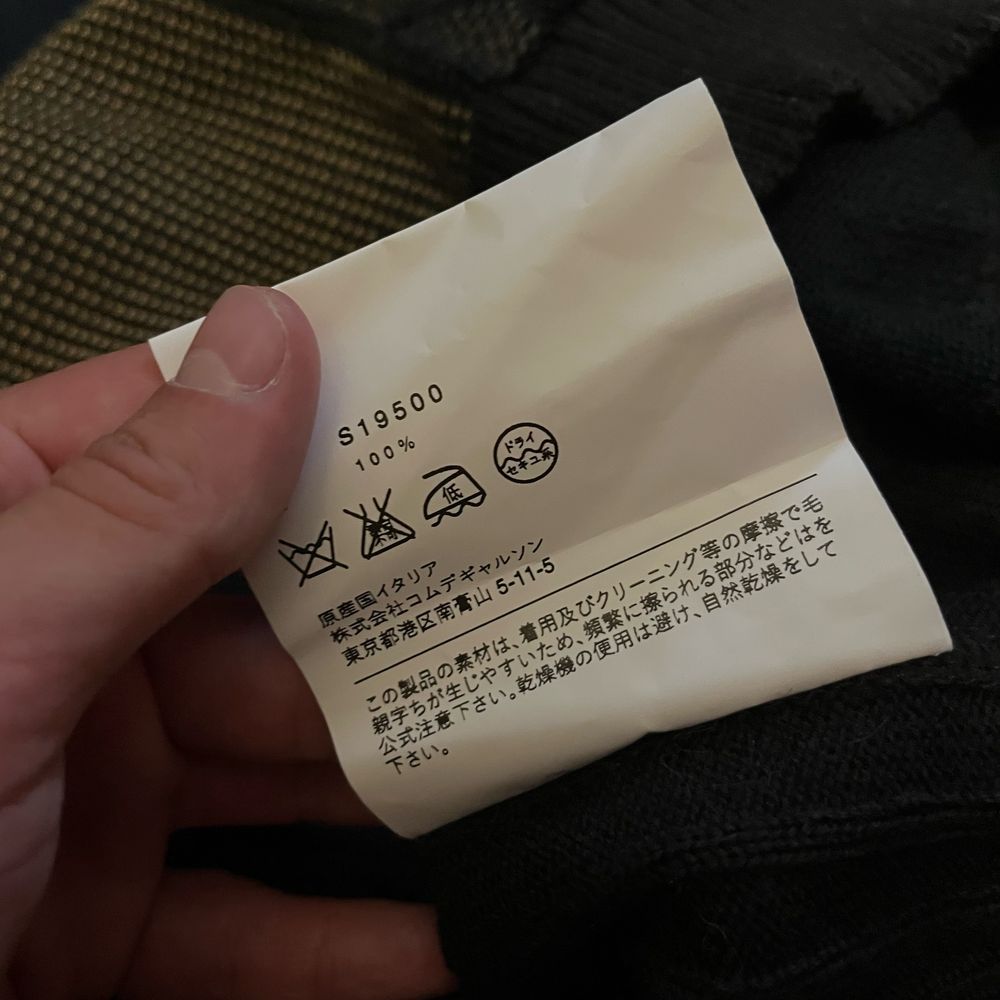 S19500
100%
低
ドライ
セキユ系
原産国イタリア
株式会社コムデギャルソン
東京都港区南青山 5-11-5
この製品の素材は、着用及びクリーニング等の摩擦で毛
親字ちが生じやすいため、頻繁に擦られる部分などはを
公式注意下さい。乾燥機の使用は避け、自然乾燥をして
下さい。